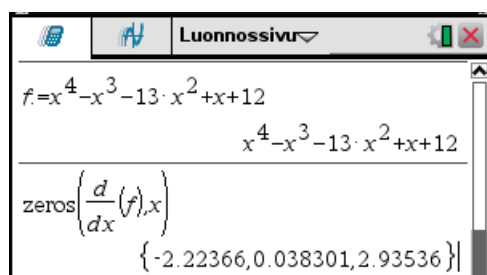 Luonnossivu
f:=x^4-x^3-13·x^2+x+12
x^4-x^3-13·x^2+x+12
zeros(d/dx(f),x)
{-2.22366,0.038301,2.93536}